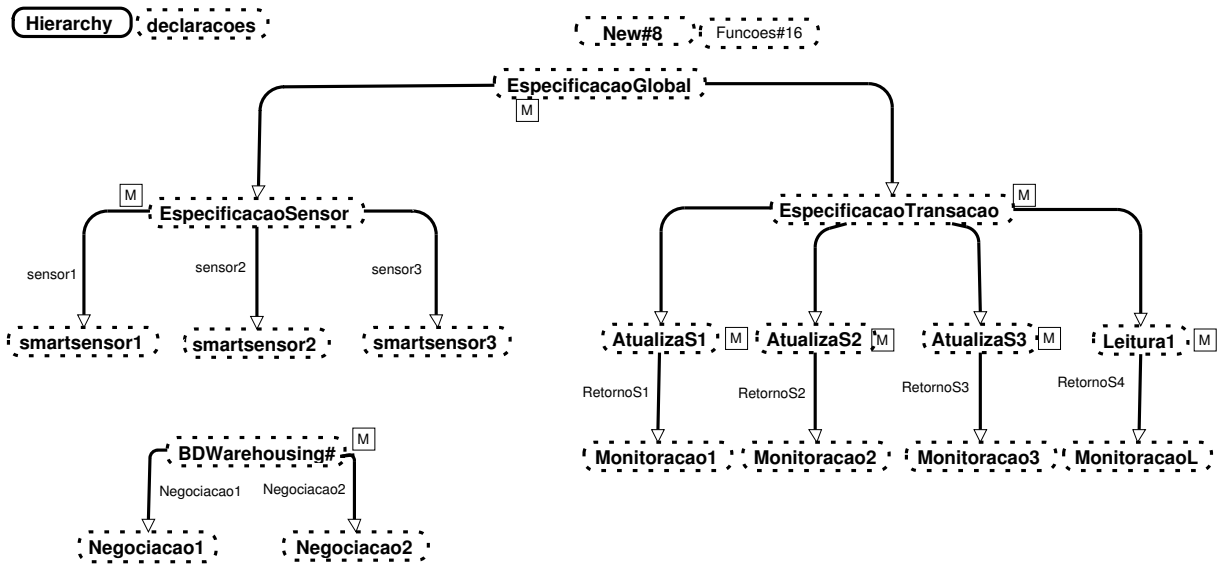 Hierarchy declaracoes New#8 Funcoes#16
EspecificacaoGlobal
M
M EspecificacaoSensor
EspecificacaoTransacao M
sensor1 sensor2 sensor3
smartsensor1 smartsensor2 smartsensor3
AtualizaS1 M AtualizaS2 M AtualizaS3 M Leitura1 M
RetornoS1 RetornoS2 RetornoS3 RetornoS4
Monitoracao1 Monitoracao2 Monitoracao3 MonitoracaoL
BDWarehousing# M
Negociacao1 Negociacao2
Negociacao1 Negociacao2